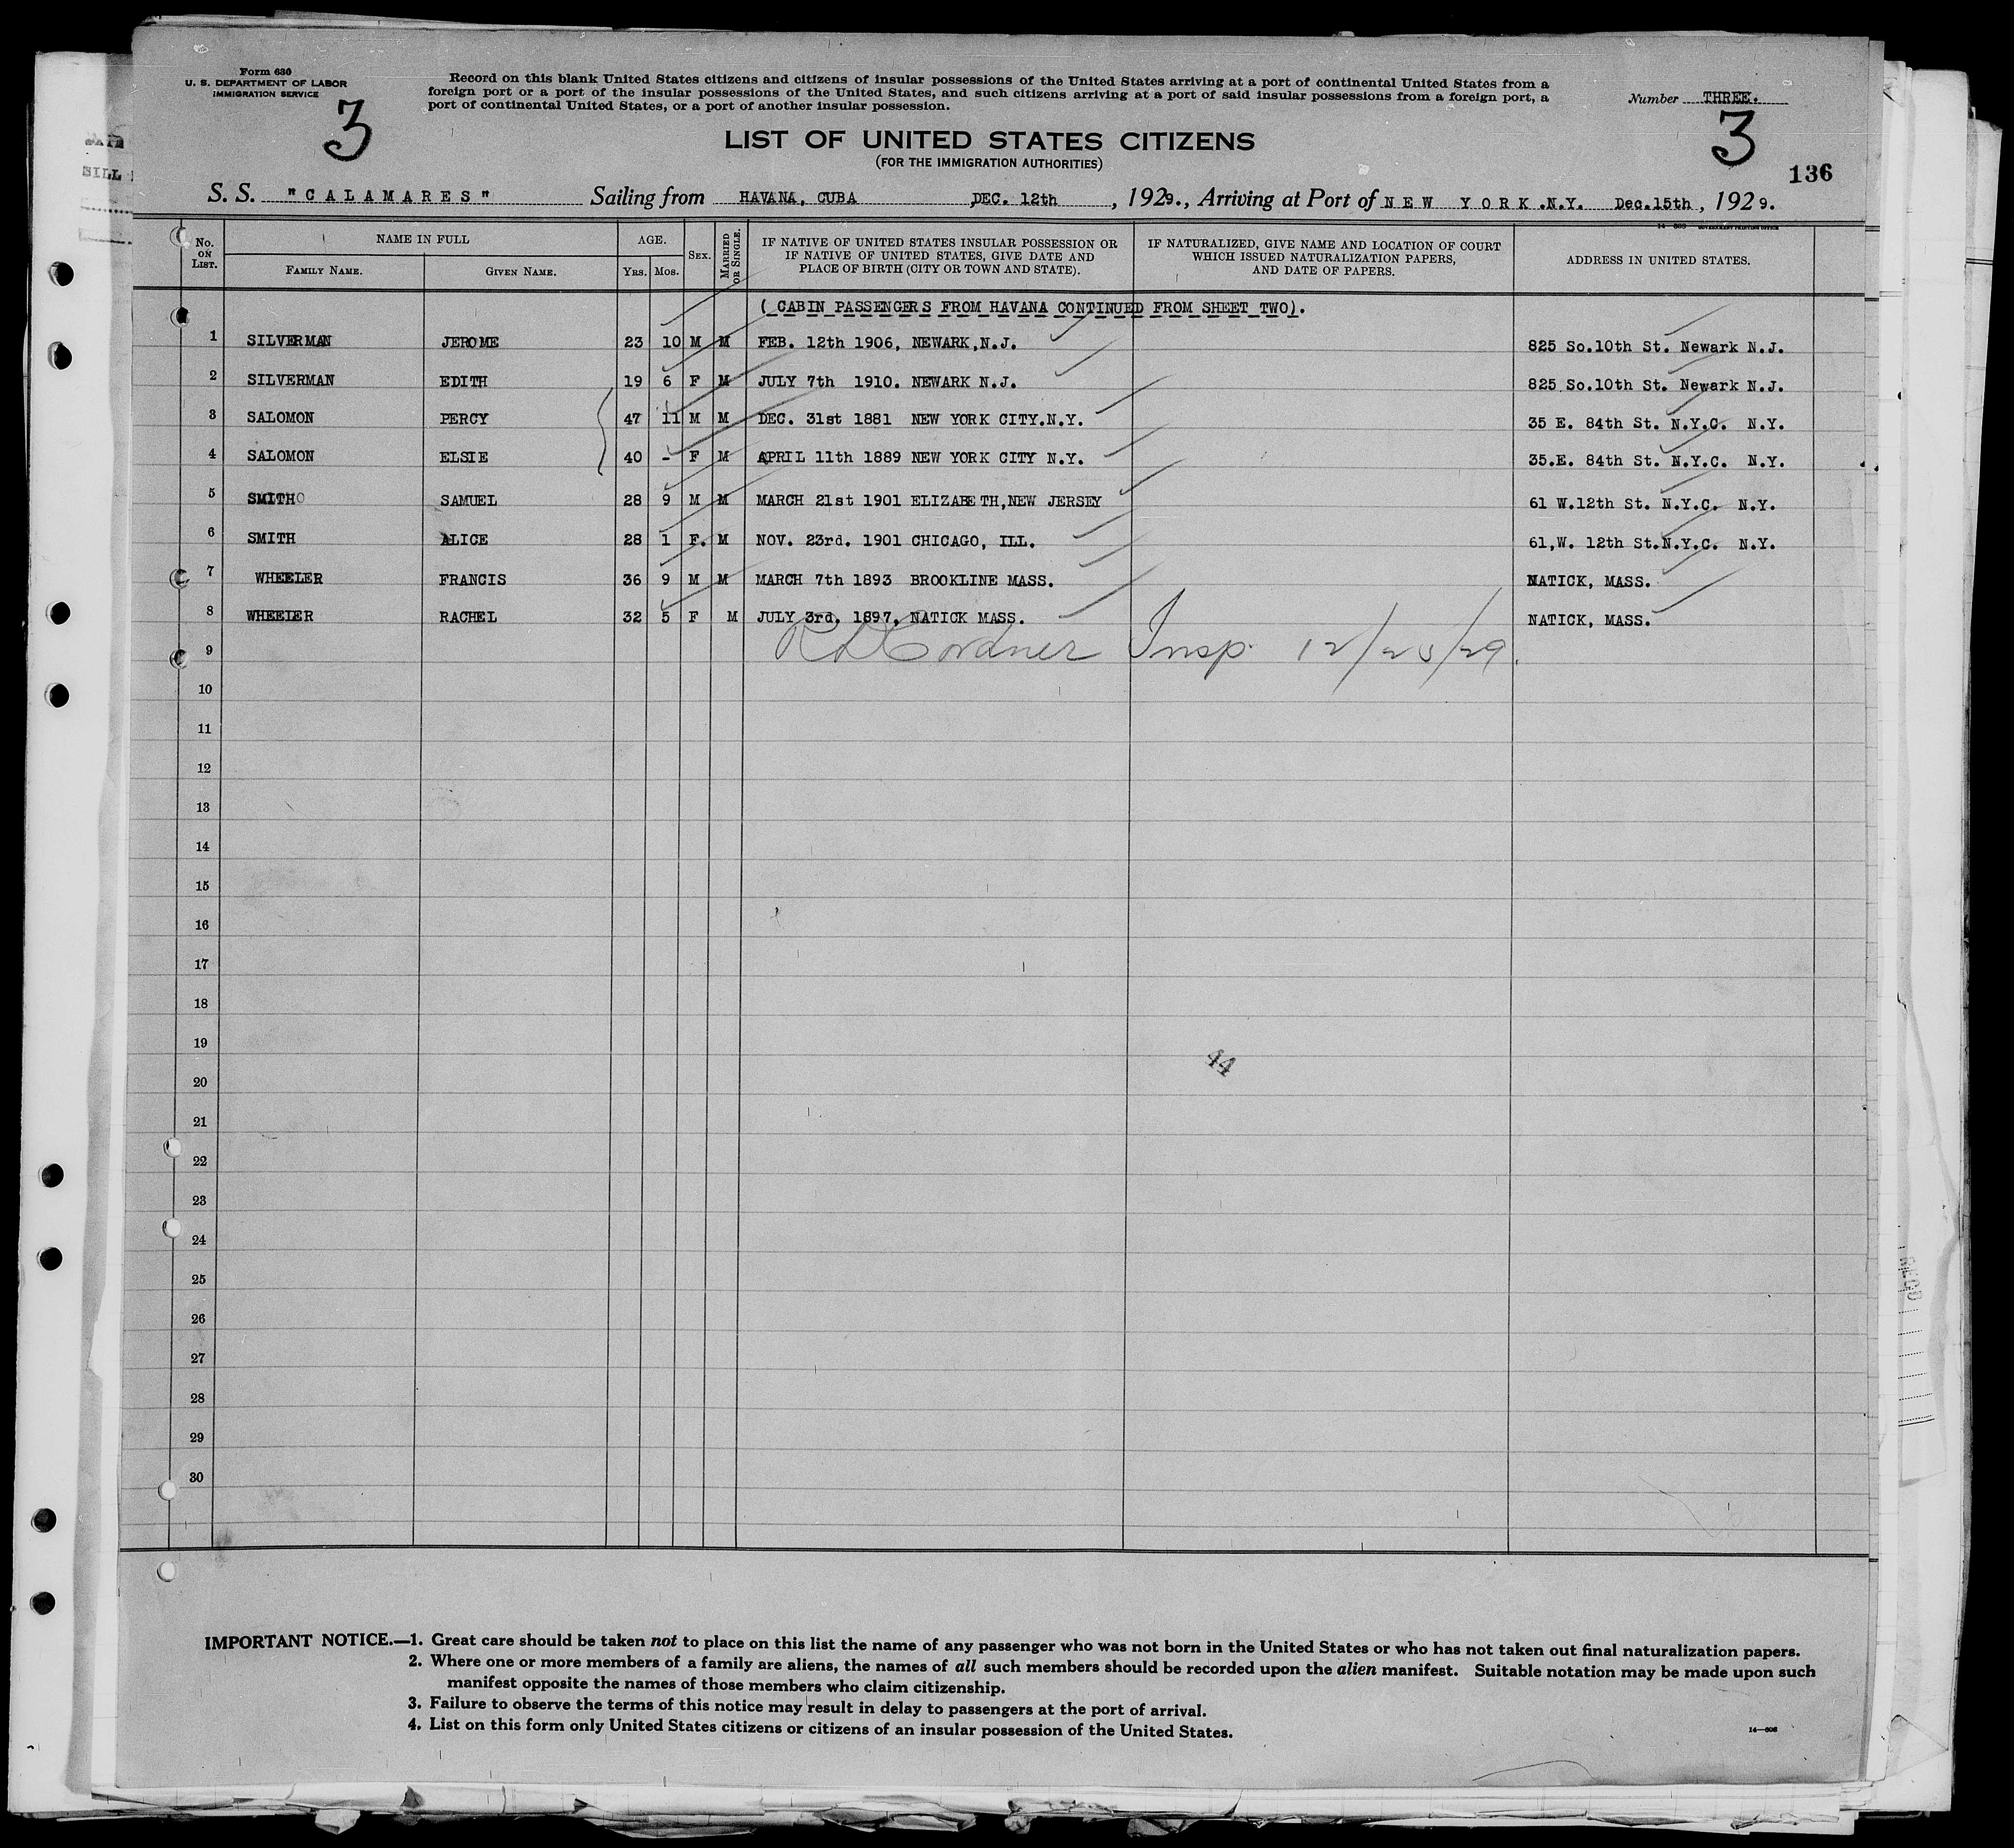 Form 630
U. S. DEPARTMENT OF LABOR
IMMIGRATION SERVICE
3
Record on this blank United States citizens and citizens of insular possessions of the United States arriving at a port of continental United States from a
foreign port or a port of the insular possessions of the United States, and such citizens arriving at a port of said insular possessions from a foreign port, a
port of continental United States, or a port of another insular possession.
Number THREE.
3
LIST OF UNITED STATES CITIZENS
(FOR THE IMMIGRATION AUTHORITIES)
136
S. S. "CALAMARES" Sailing from HAVANA, CUBA DEC. 12th, 1929., Arriving at Port of NEW YORK.N.Y. Dec.15th, 1929.
No. ON LIST. NAME IN FULL FAMILY NAME. GIVEN NAME. AGE. YRS. MOS. SEX. MARRIED OR SINGLE. IF NATIVE OF UNITED STATES INSULAR POSSESSION OR IF NATIVE OF UNITED STATES, GIVE DATE AND PLACE OF BIRTH (CITY OR TOWN AND STATE). IF NATURALIZED, GIVE NAME AND LOCATION OF COURT WHICH ISSUED NATURALIZATION PAPERS, AND DATE OF PAPERS. ADDRESS IN UNITED STATES.
( CABIN PASSENGERS FROM HAVANA CONTINUED FROM SHEET TWO).
1 SILVERMAN JEROME 23 10 M M FEB. 12th 1906, NEWARK,N.J. 825 So.10th St. Newark N.J.
2 SILVERMAN EDITH 19 6 F M JULY 7th 1910. NEWARK N.J. 825 So.10th St. Newark N.J.
3 SALOMON PERCY 47 11 M M DEC. 31st 1881 NEW YORK CITY.N.Y. 35 E. 84th St. N.Y.C. N.Y.
4 SALOMON ELSIE 40 - F M APRIL 11th 1889 NEW YORK CITY N.Y. 35.E. 84th St. N.Y.C. N.Y.
5 SMITH SAMUEL 28 9 M M MARCH 21st 1901 ELIZABETH,NEW JERSEY 61 W.12th St. N.Y.C. N.Y.
6 SMITH ALICE 28 1 F. M NOV. 23rd. 1901 CHICAGO, ILL. 61,W. 12th St.N.Y.C. N.Y.
7 WHEELER FRANCIS 36 9 M M MARCH 7th 1893 BROOKLINE MASS. NATICK, MASS.
8 WHEELER RACHEL 32 5 F M JULY 3rd. 1897. NATICK MASS. NATICK, MASS.
9 Insp.
10
11
12
13
14
15
16
17
18
19
44
20
21
22
23
24
25
26
27
28
29
30
IMPORTANT NOTICE.—1. Great care should be taken not to place on this list the name of any passenger who was not born in the United States or who has not taken out final naturalization papers.
2. Where one or more members of a family are aliens, the names of all such members should be recorded upon the alien manifest. Suitable notation may be made upon such
manifest opposite the names of those members who claim citizenship.
3. Failure to observe the terms of this notice may result in delay to passengers at the port of arrival.
4. List on this form only United States citizens or citizens of an insular possession of the United States.